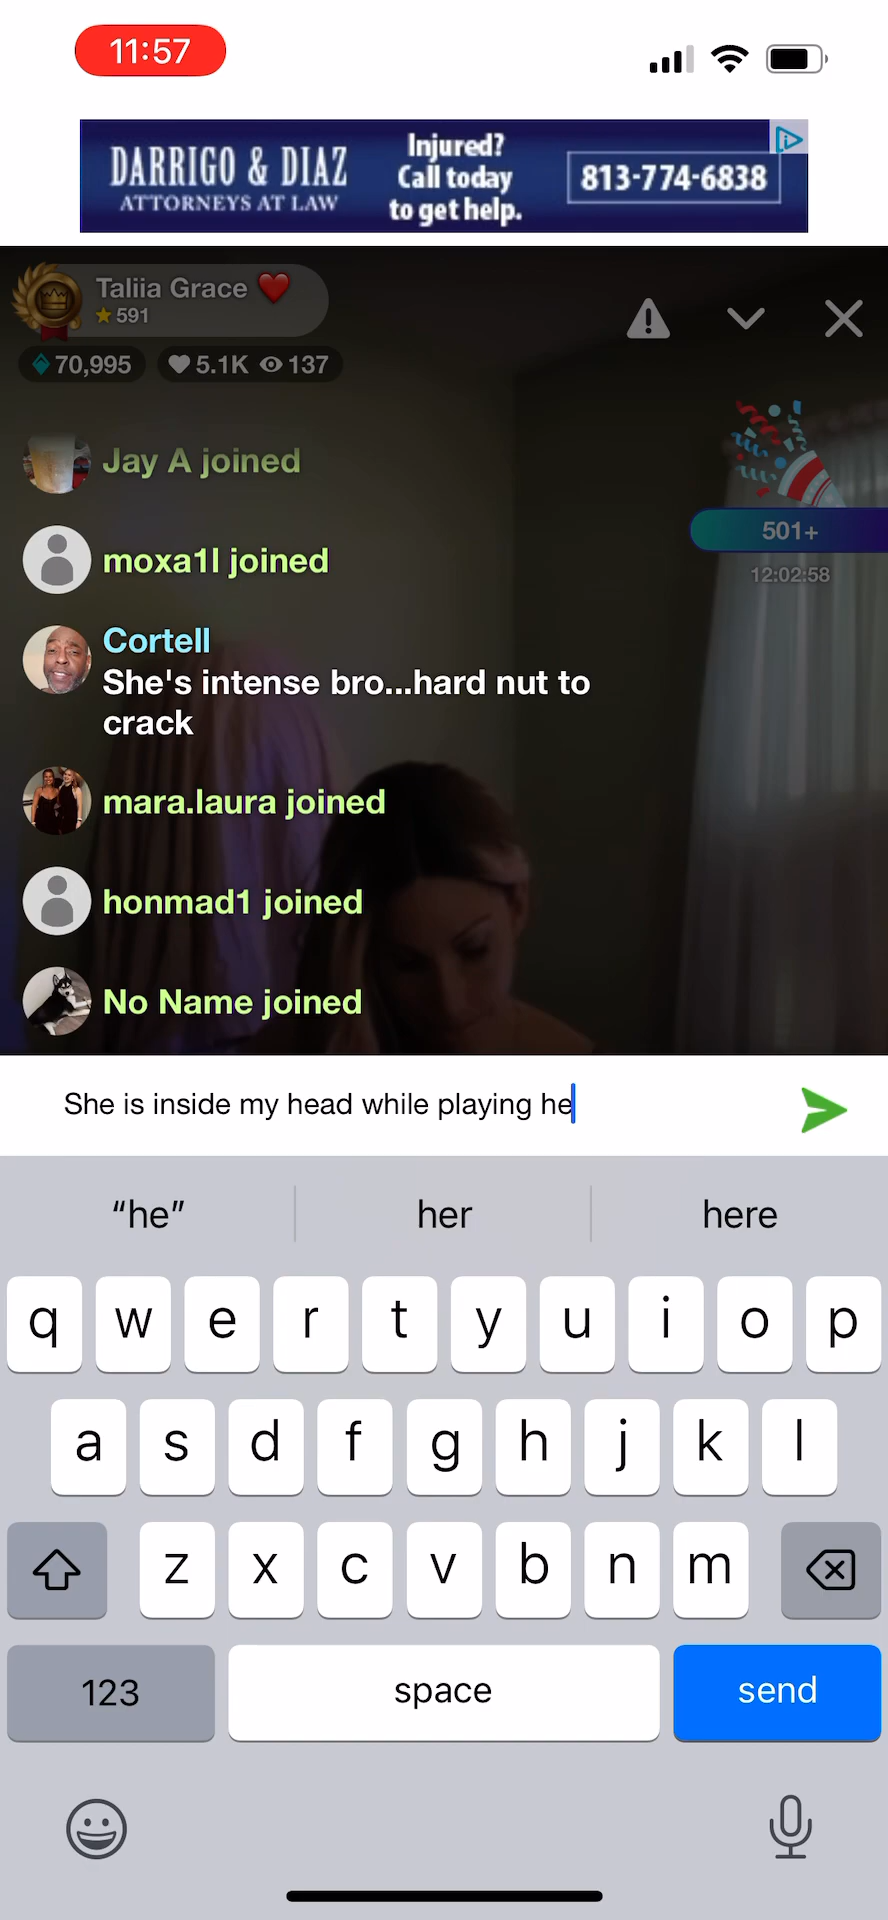 11:57
DARRIGO & DIAZ
ATTORNEYS AT LAW
Injured?
Call today
to get help.
813-774-6838
Taliia Grace ❤️
591
70,995
5.1K
137
Jay A joined
501+
moxa1l joined
12:02:58
Cortell
She's intense bro...hard nut to
crack
mara.laura joined
honmad1 joined
No Name joined
She is inside my head while playing he
“he”
her
here
q w e r t y u i o p
a s d f g h j k l
z x c v b n m
123
space
send